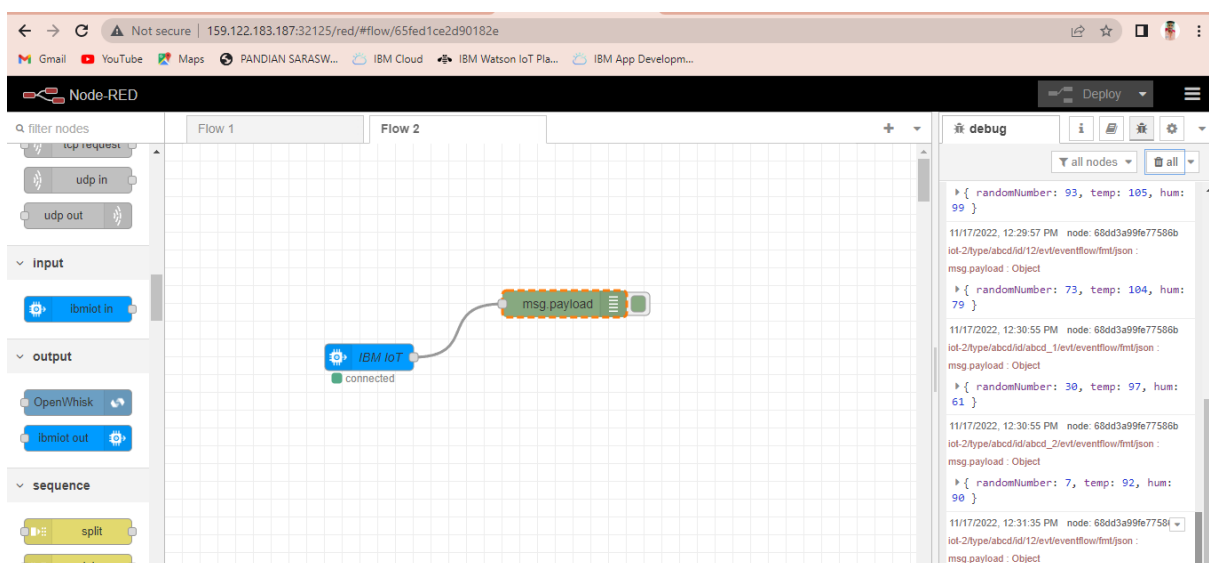 Not secure | 159.122.183.187:32125/red/#flow/65fed1ce2d90182e
Gmail YouTube Maps PANDIAN SARASW... IBM Cloud IBM Watson IoT Pla... IBM App Developm...
Node-RED Deploy
filter nodes
Flow 1 Flow 2
debug
i
all nodes all
tcp request
udp in
udp out
input
ibmiot in
output
OpenWhisk
ibmiot out
sequence
split
msg.payload
IBM IoT
connected
{ randomNumber: 93, temp: 105, hum:
99 }
11/17/2022, 12:29:57 PM node: 68dd3a99fe77586b
iot-2/type/abcd/id/12/evt/eventflow/fmt/json :
msg.payload : Object
{ randomNumber: 73, temp: 104, hum:
79 }
11/17/2022, 12:30:55 PM node: 68dd3a99fe77586b
iot-2/type/abcd/id/abcd_1/evt/eventflow/fmt/json :
msg.payload : Object
{ randomNumber: 30, temp: 97, hum:
61 }
11/17/2022, 12:30:55 PM node: 68dd3a99fe77586b
iot-2/type/abcd/id/abcd_2/evt/eventflow/fmt/json :
msg.payload : Object
{ randomNumber: 7, temp: 92, hum:
90 }
11/17/2022, 12:31:35 PM node: 68dd3a99fe7758
iot-2/type/abcd/id/12/evt/eventflow/fmt/json :
msg.payload : Object